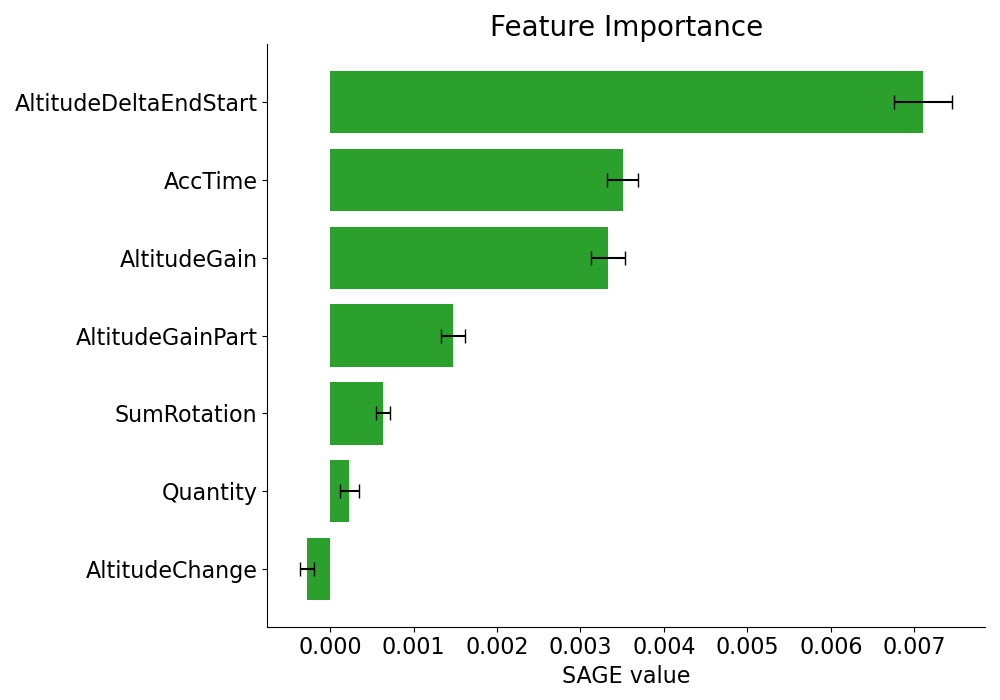 Feature Importance
AltitudeDeltaEndStart
AccTime
AltitudeGain
AltitudeGainPart
SumRotation
Quantity
AltitudeChange
0.000 0.001 0.002 0.003 0.004 0.005 0.006 0.007
SAGE value